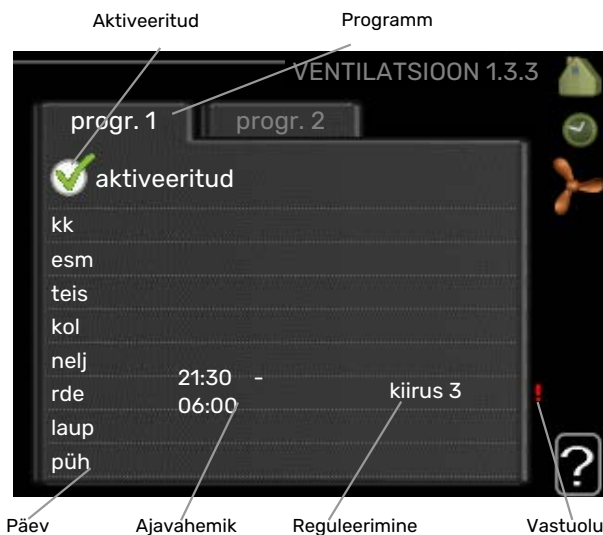 Aktiveeritud Programm
VENTILATSIOON 1.3.3
progr. 1 progr. 2
aktiveeritud
kk
esm
teis
kol
nelj
21:30 -
rde kiirus 3
06:00
laup
püh
?
Päev Ajavahemik Reguleerimine Vastuolu